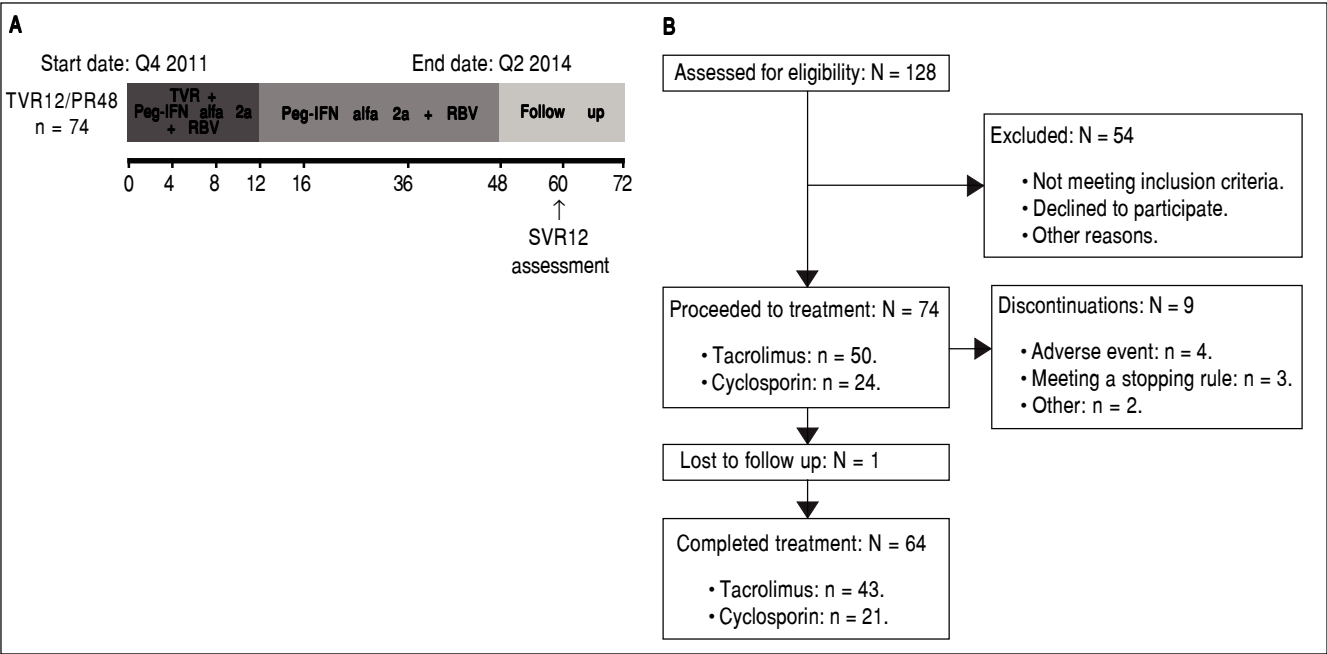 A
Start date: Q4 2011
End date: Q2 2014
TVR12/PR48
n = 74
TVR +
Peg-IFN alfa 2a
+ RBV
Peg-IFN alfa 2a + RBV
Follow up
0 4 8 12 16 36 48 60 72
↑
SVR12
assessment
B
Assessed for eligibility: N = 128
Excluded: N = 54
• Not meeting inclusion criteria.
• Declined to participate.
• Other reasons.
Proceeded to treatment: N = 74
• Tacrolimus: n = 50.
• Cyclosporin: n = 24.
Discontinuations: N = 9
• Adverse event: n = 4.
• Meeting a stopping rule: n = 3.
• Other: n = 2.
Lost to follow up: N = 1
Completed treatment: N = 64
• Tacrolimus: n = 43.
• Cyclosporin: n = 21.